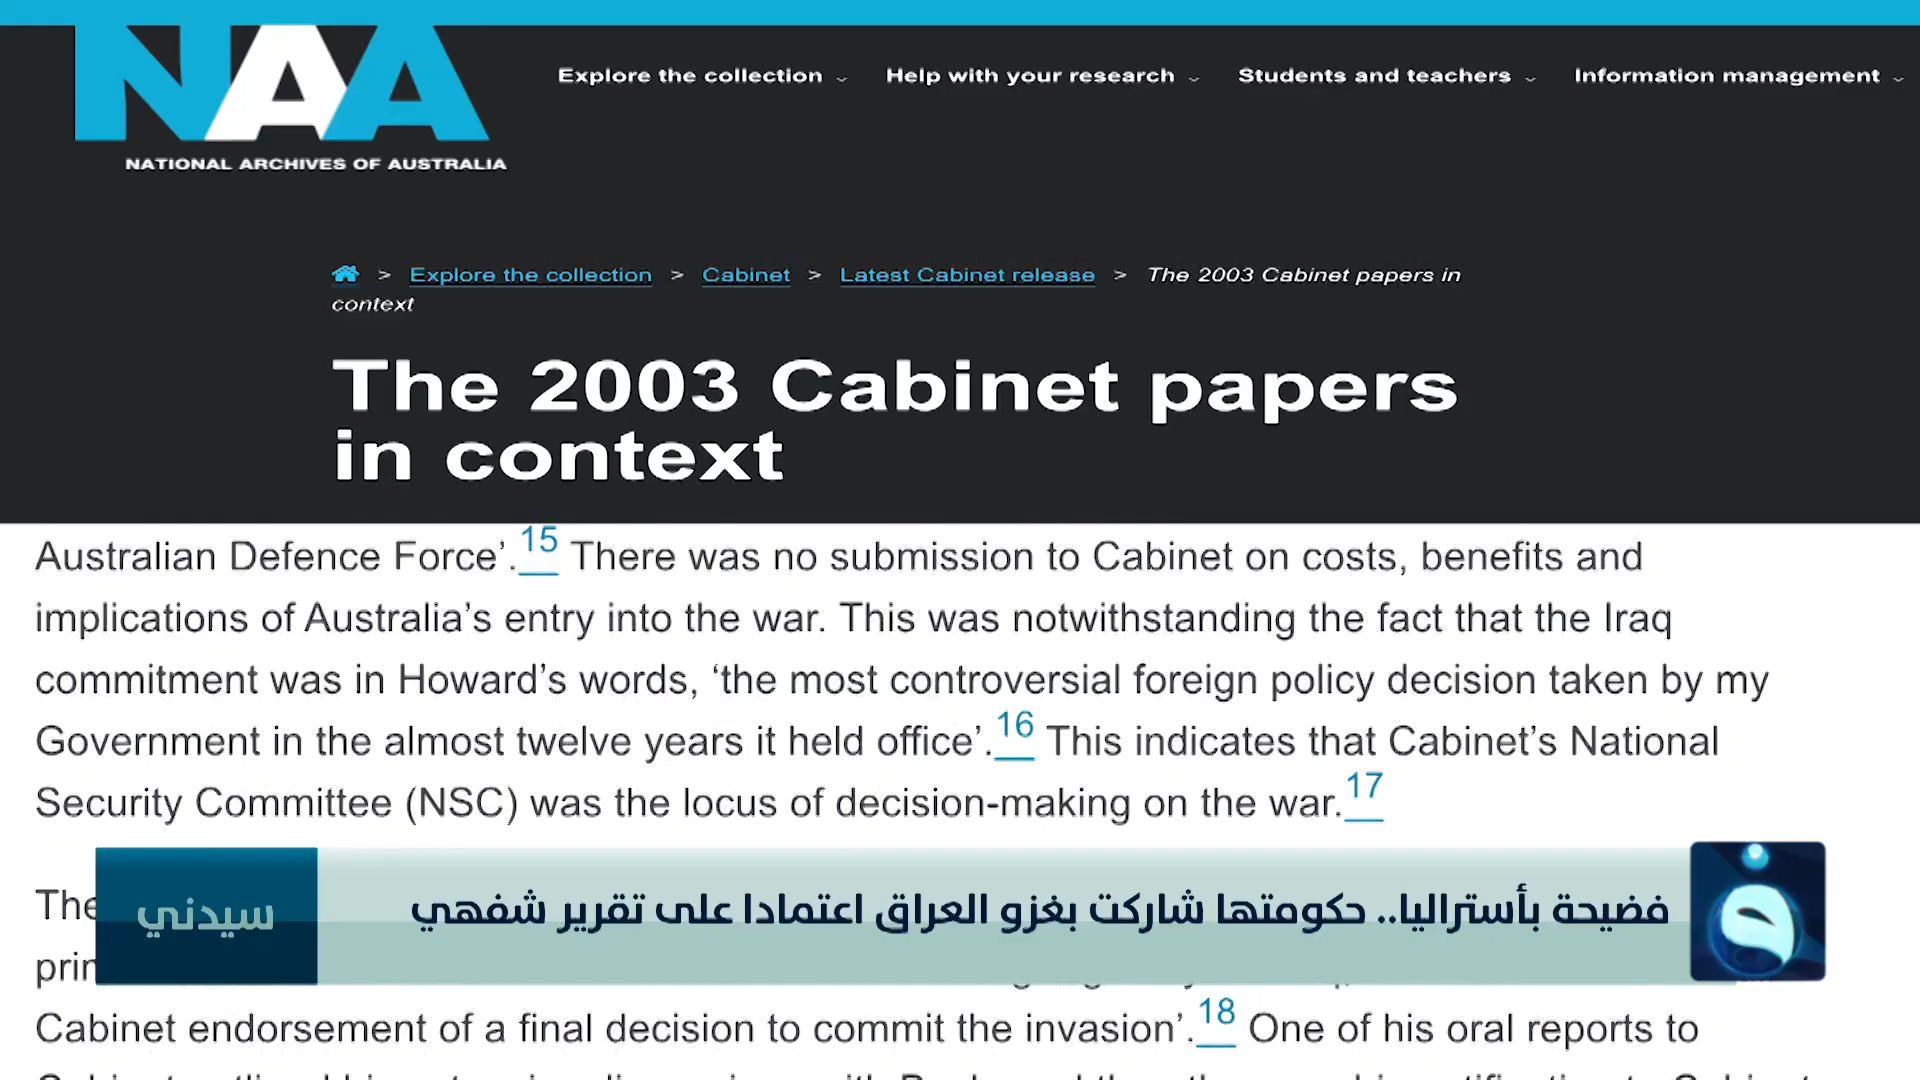 NAA
NATIONAL ARCHIVES OF AUSTRALIA
Explore the collection Help with your research Students and teachers Information management
> Explore the collection > Cabinet > Latest Cabinet release > The 2003 Cabinet papers in
context
The 2003 Cabinet papers
in context
Australian Defence Force’.15 There was no submission to Cabinet on costs, benefits and
implications of Australia’s entry into the war. This was notwithstanding the fact that the Iraq
commitment was in Howard’s words, ‘the most controversial foreign policy decision taken by my
Government in the almost twelve years it held office’.16 This indicates that Cabinet’s National
Security Committee (NSC) was the locus of decision-making on the war.17
فضيحة بأستراليا.. حكومتها شاركت بغزو العراق اعتمادا على تقرير شفهي
سيدني
Cabinet endorsement of a final decision to commit the invasion’.18 One of his oral reports to